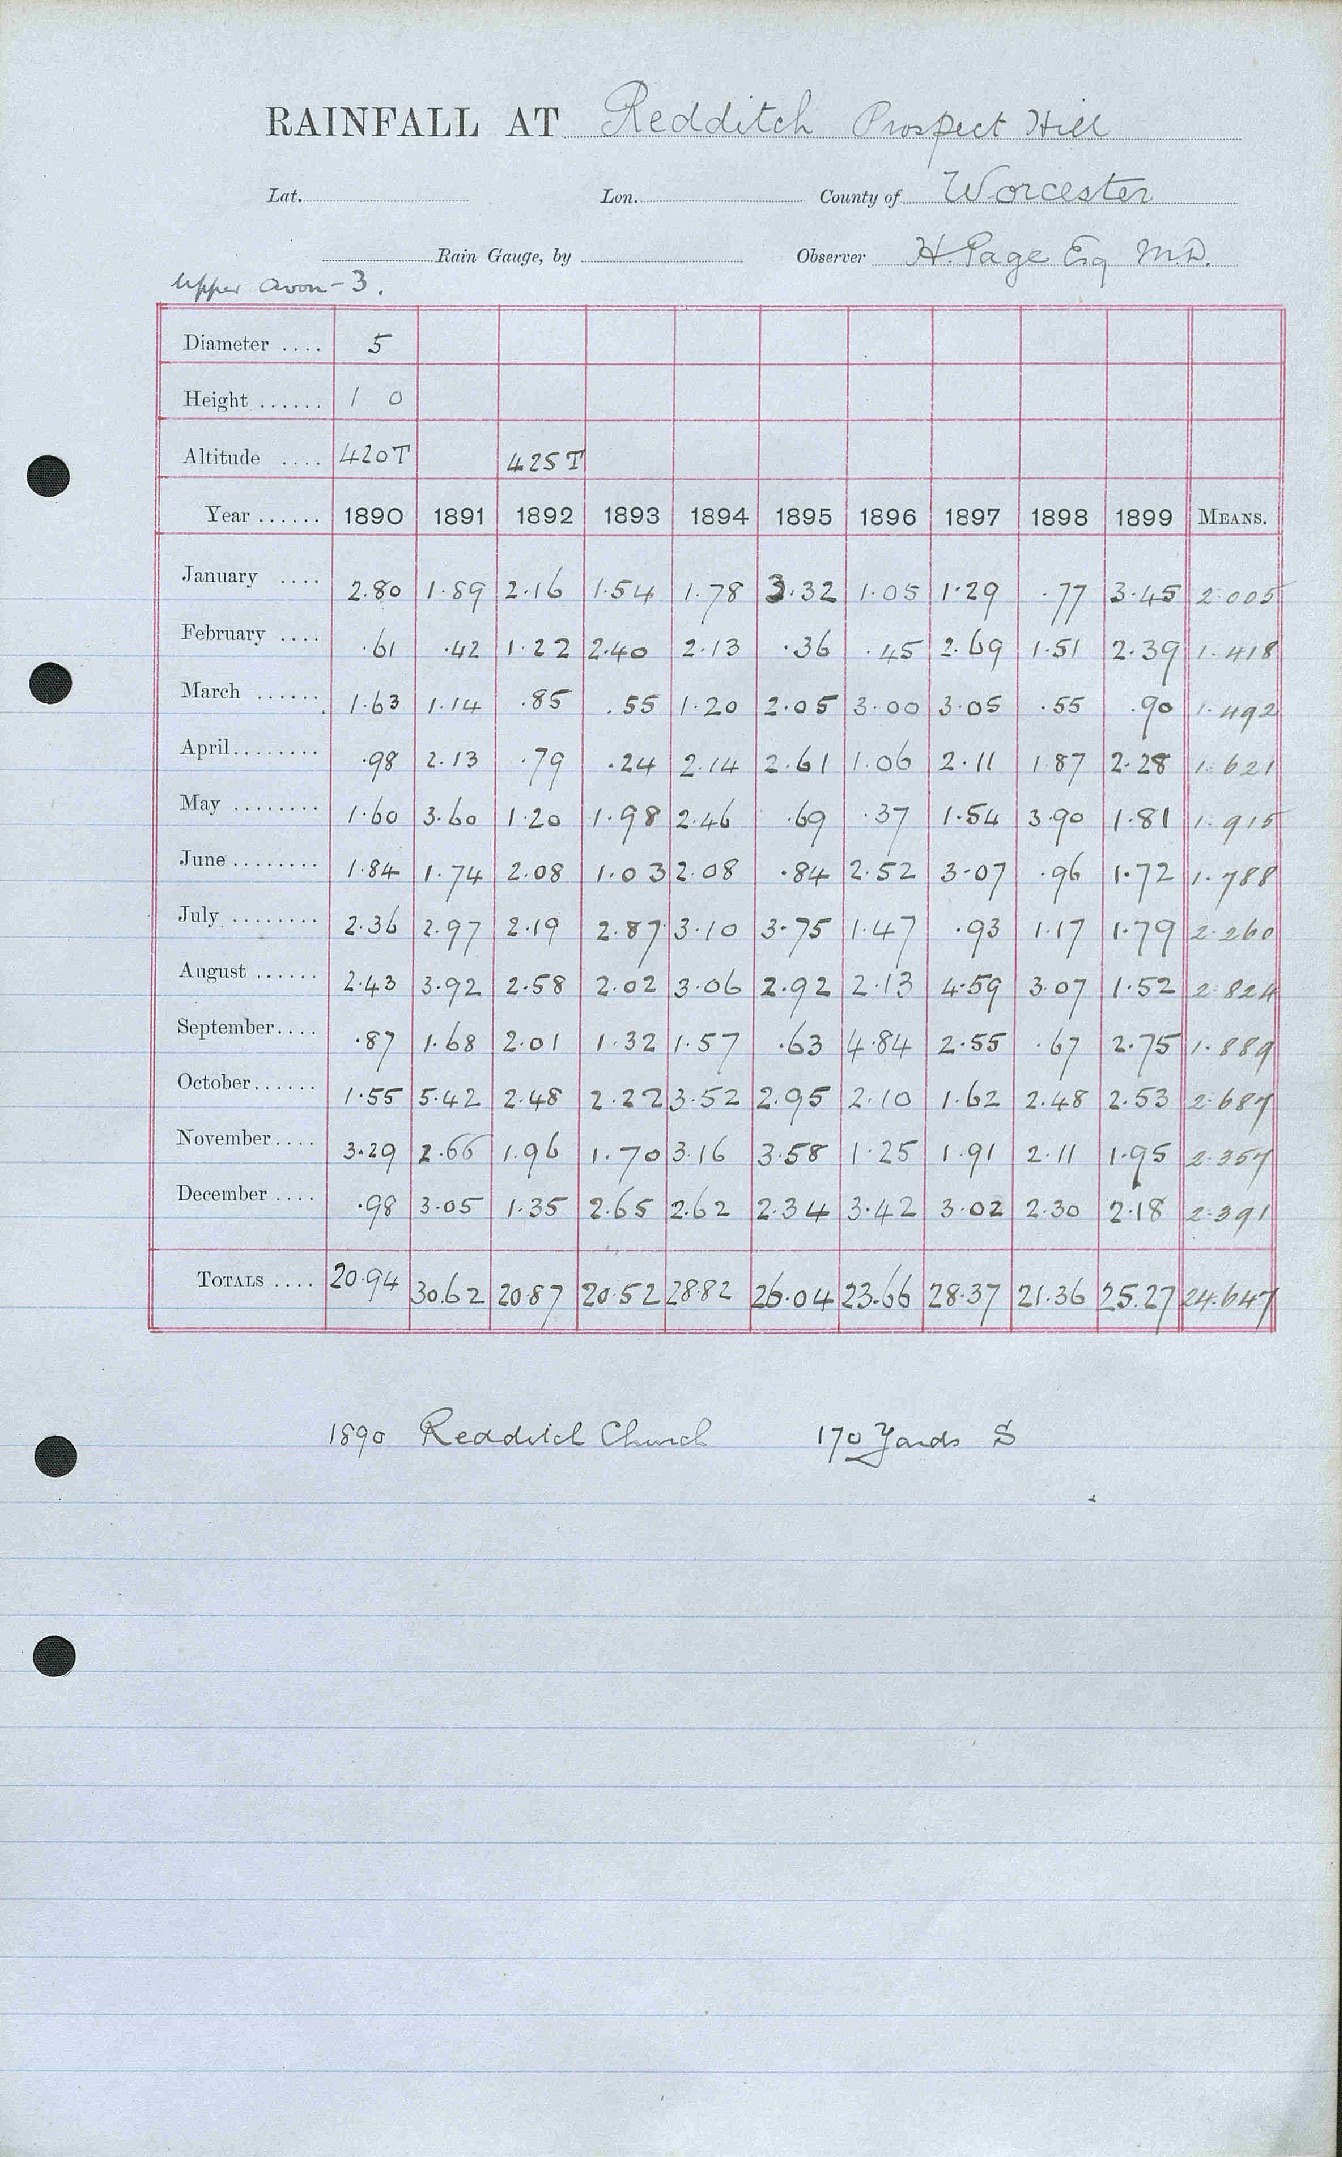 RAINFALL AT Redditch Prospect Hill
Lat. Lon. County of Worcester
Rain Gauge, by Observer H. Page Esq M.D.
Upper Avon - 3.
Diameter .... 5
Height ...... 1 0
Altitude .... 420T 425T
Year ...... 1890 1891 1892 1893 1894 1895 1896 1897 1898 1899 MEANS.
January .... 2.80 1.89 2.16 1.54 1.78 3.32 1.05 1.29 .77 3.45 2.005
February .... .61 .42 1.22 2.40 2.13 .36 .45 2.69 1.51 2.39 1.418
March ...... 1.63 1.14 .85 .55 1.20 2.05 3.00 3.05 .55 .90 1.492
April ........ .98 2.13 .79 .24 2.14 2.61 1.06 2.11 1.87 2.28 1.621
May ........ 1.60 3.60 1.20 1.98 2.46 .69 .37 1.54 3.90 1.81 1.915
June ........ 1.84 1.74 2.08 1.03 2.08 .84 2.52 3.07 .96 1.72 1.788
July ........ 2.36 2.97 2.19 2.87 3.10 3.75 1.47 .93 1.17 1.79 2.260
August ...... 2.43 3.92 2.58 2.02 3.06 2.92 2.13 4.59 3.07 1.52 2.824
September .... .87 1.68 2.01 1.32 1.57 .63 4.84 2.55 .67 2.75 1.889
October ...... 1.55 5.42 2.48 2.22 3.52 2.95 2.10 1.62 2.48 2.53 2.687
November .... 3.29 2.66 1.96 1.70 3.16 3.58 1.25 1.91 2.11 1.95 2.357
December .... .98 3.05 1.35 2.65 2.62 2.34 3.42 3.02 2.30 2.18 2.391
TOTALS .... 20.94 30.62 20.87 20.52 28.82 26.04 23.66 28.37 21.36 25.27 24.647
1890 Redditch Church 170 Yards S